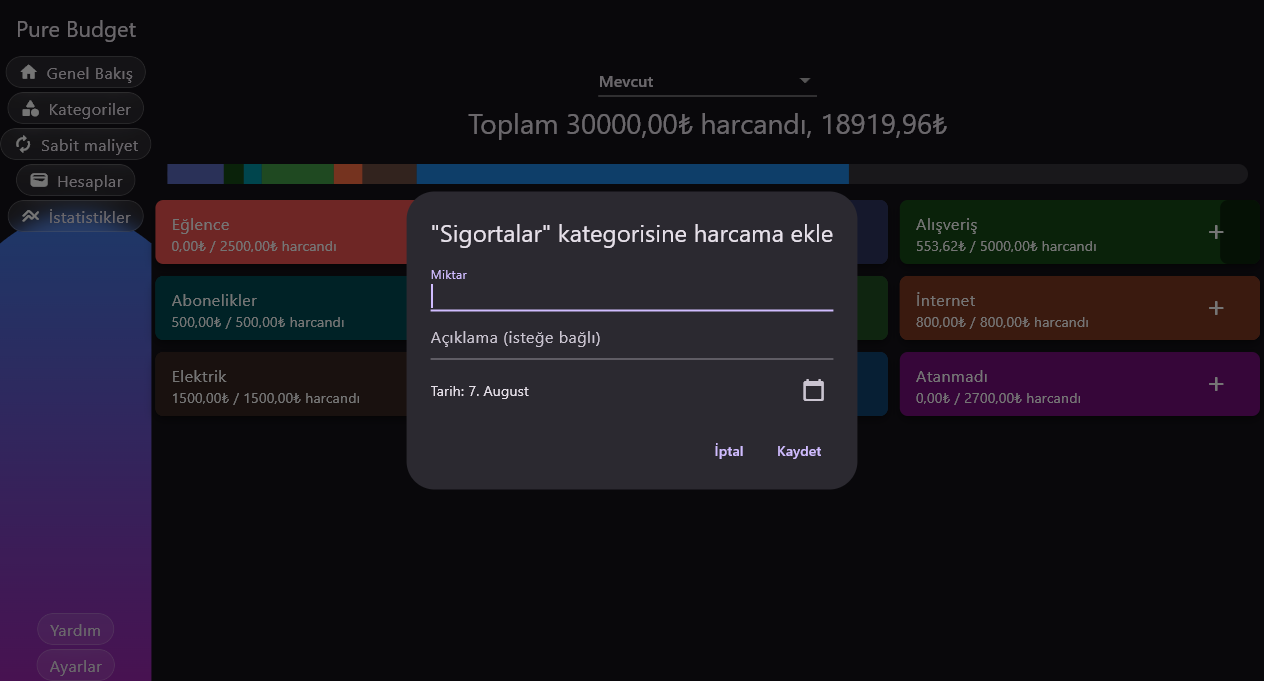 Pure Budget
Genel Bakış
Kategoriler
Sabit maliyet
Hesaplar
İstatistikler
Yardım
Ayarlar
Mevcut
Toplam 30000,00₺ harcandı, 18919,96₺
Eğlence
0,00₺ / 2500,00₺ harcandı
Alışveriş
553,62₺ / 5000,00₺ harcandı
Abonelikler
500,00₺ / 500,00₺ harcandı
İnternet
800,00₺ / 800,00₺ harcandı
Elektrik
1500,00₺ / 1500,00₺ harcandı
Atanmadı
0,00₺ / 2700,00₺ harcandı
"Sigortalar" kategorisine harcama ekle
Miktar
Açıklama (isteğe bağlı)
Tarih: 7. August
İptal
Kaydet